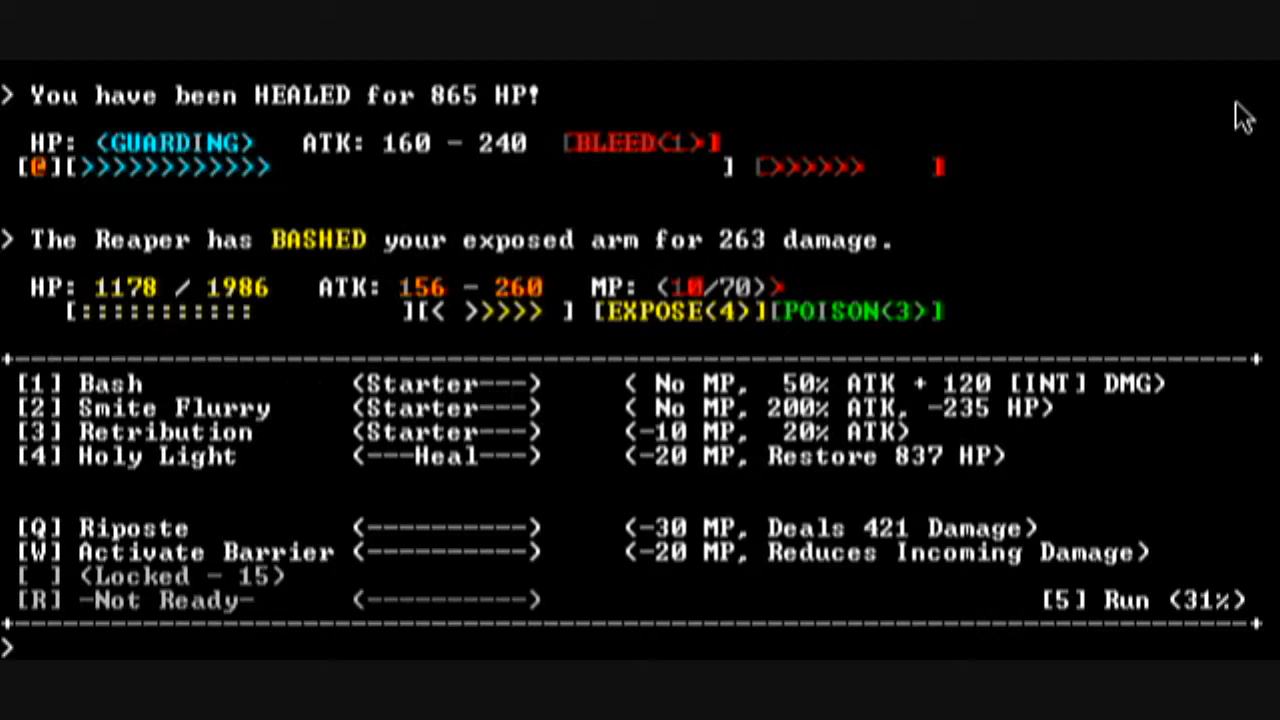 > You have been HEALED for 865 HP!
HP: <GUARDING> ATK: 160 - 240 [BLEED<1>]
[@][>>>>>>>>>>>> ] [>>>>>> ]
> The Reaper has BASHED your exposed arm for 263 damage.
HP: 1178 / 1986 ATK: 156 - 260 MP: <10/70>>
[::::::::::: ][< >>>>> ] [EXPOSE<4>][POISON<3>]
+------------------------------------------------------------------------------+
[1] Bash <Starter---> < No MP, 50% ATK + 120 [INT] DMG>
[2] Smite Flurry <Starter---> < No MP, 200% ATK, -235 HP>
[3] Retribution <Starter---> <-10 MP, 20% ATK>
[4] Holy Light <---Heal---> <-20 MP, Restore 837 HP>
[Q] Riposte <----------> <-30 MP, Deals 421 Damage>
[W] Activate Barrier <----------> <-20 MP, Reduces Incoming Damage>
[ ] <Locked - 15>
[R] -Not Ready- <----------> [5] Run <31%>
+------------------------------------------------------------------------------+
>